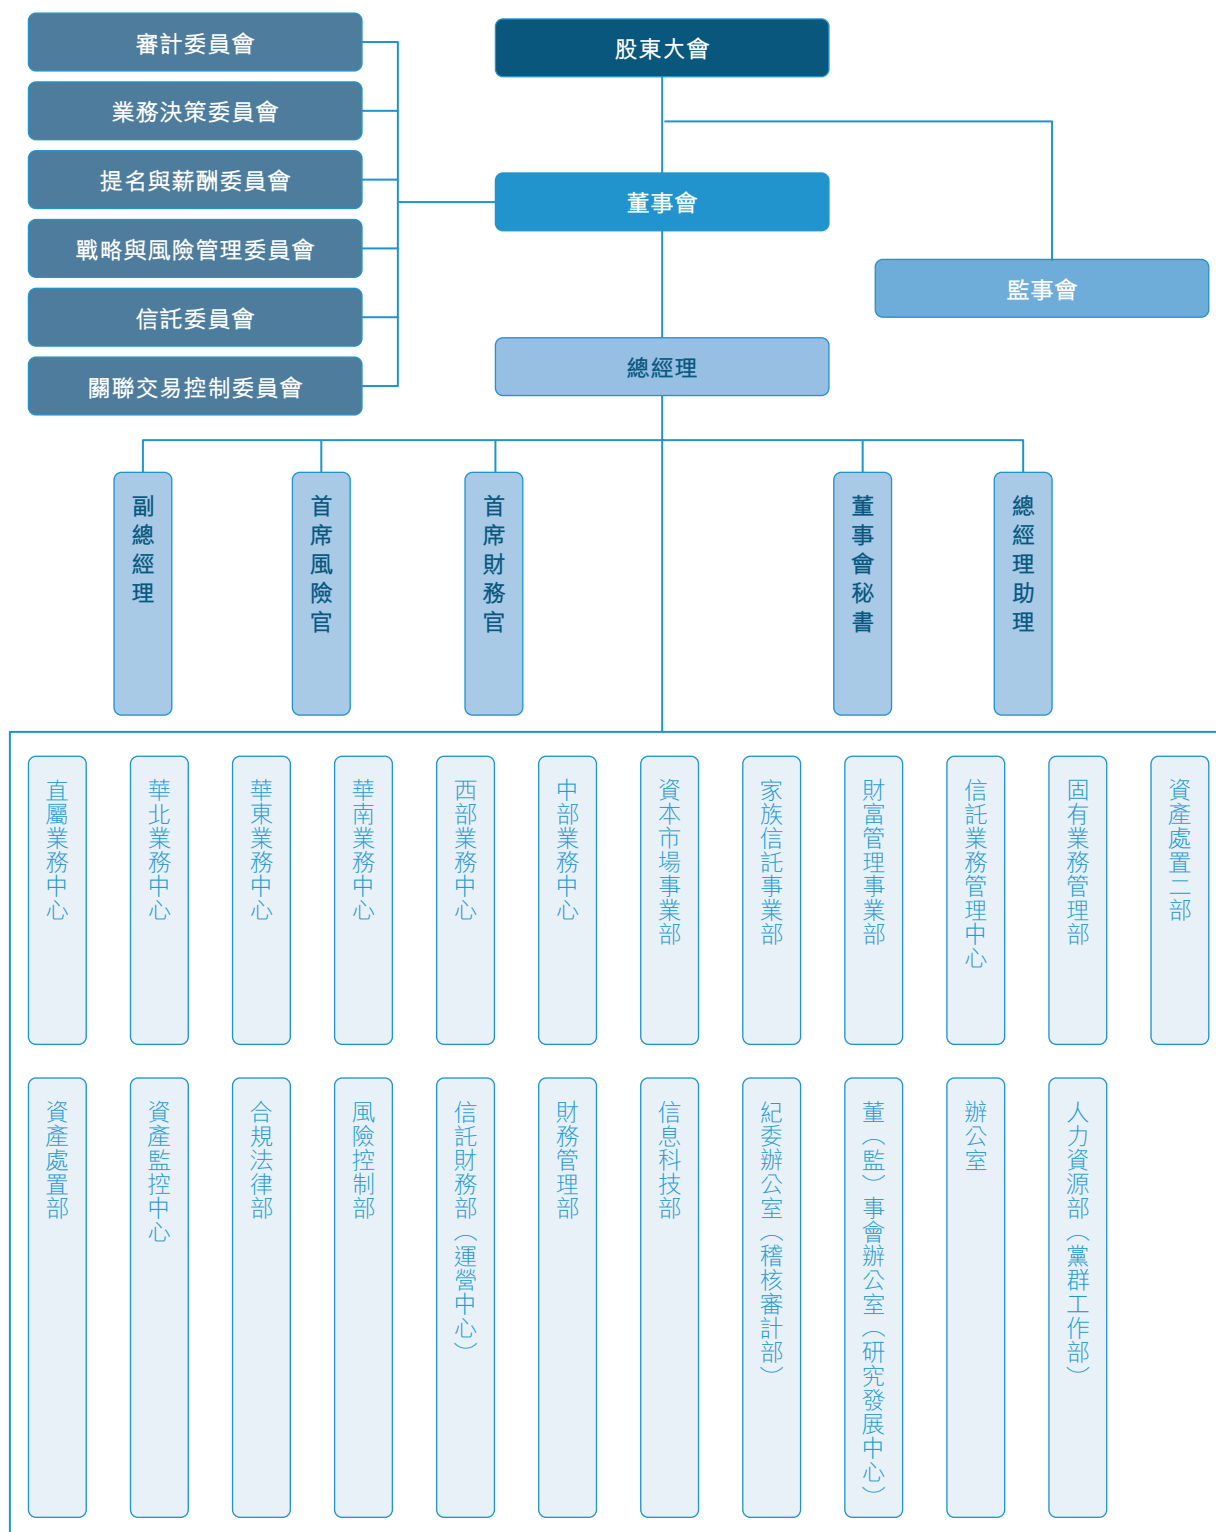 審計委員會
業務決策委員會
提名與薪酬委員會
戰略與風險管理委員會
信託委員會
關聯交易控制委員會
股東大會
董事會
監事會
總經理
副總經理
首席風險官
首席財務官
董事會秘書
總經理助理
直屬業務中心
華北業務中心
華東業務中心
華南業務中心
西部業務中心
中部業務中心
資本市場事業部
家族信託事業部
財富管理事業部
信託業務管理中心
固有業務管理部
資產處置二部
資產處置部
資產監控中心
合規法律部
風險控制部
信託財務部（運營中心）
財務管理部
信息科技部
紀委辦公室（稽核審計部）
董（監）事會辦公室（研究發展中心）
辦公室
人力資源部（黨群工作部）